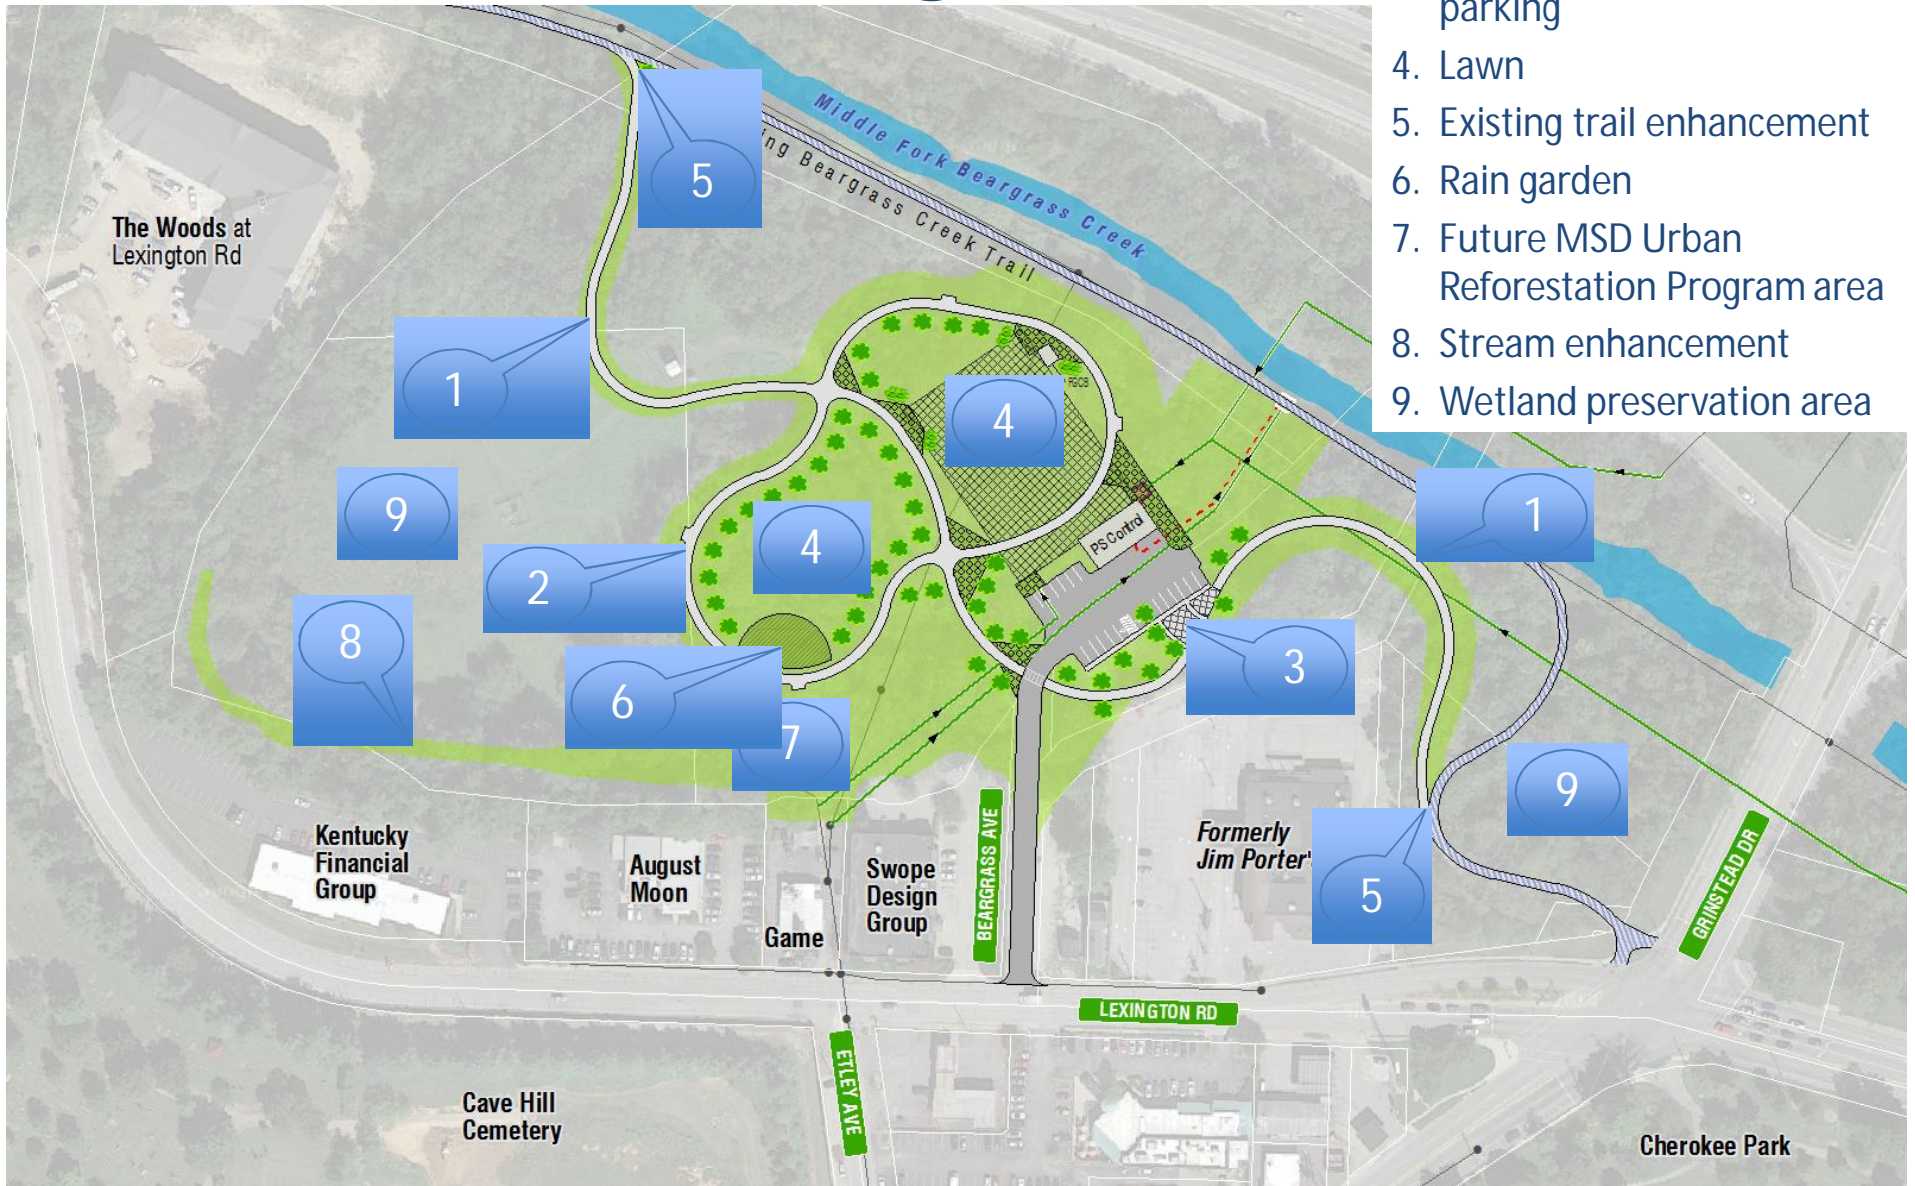 parking
4. Lawn
5. Existing trail enhancement
6. Rain garden
7. Future MSD Urban
Reforestation Program area
8. Stream enhancement
9. Wetland preservation area
Middle Fork Beargrass Creek
ing Beargrass Creek Trail
5
The Woods at
Lexington Rd
1
4
FGCB
9
4
PS Control
1
2
8
6
3
7
9
Kentucky
Financial
Group
August
Moon
Game
Swope
Design
Group
BEARGRASS AVE
Formerly
Jim Porter'
5
GRINSTEAD DR
LEXINGTON RD
ETLEY AVE
Cave Hill
Cemetery
Cherokee Park